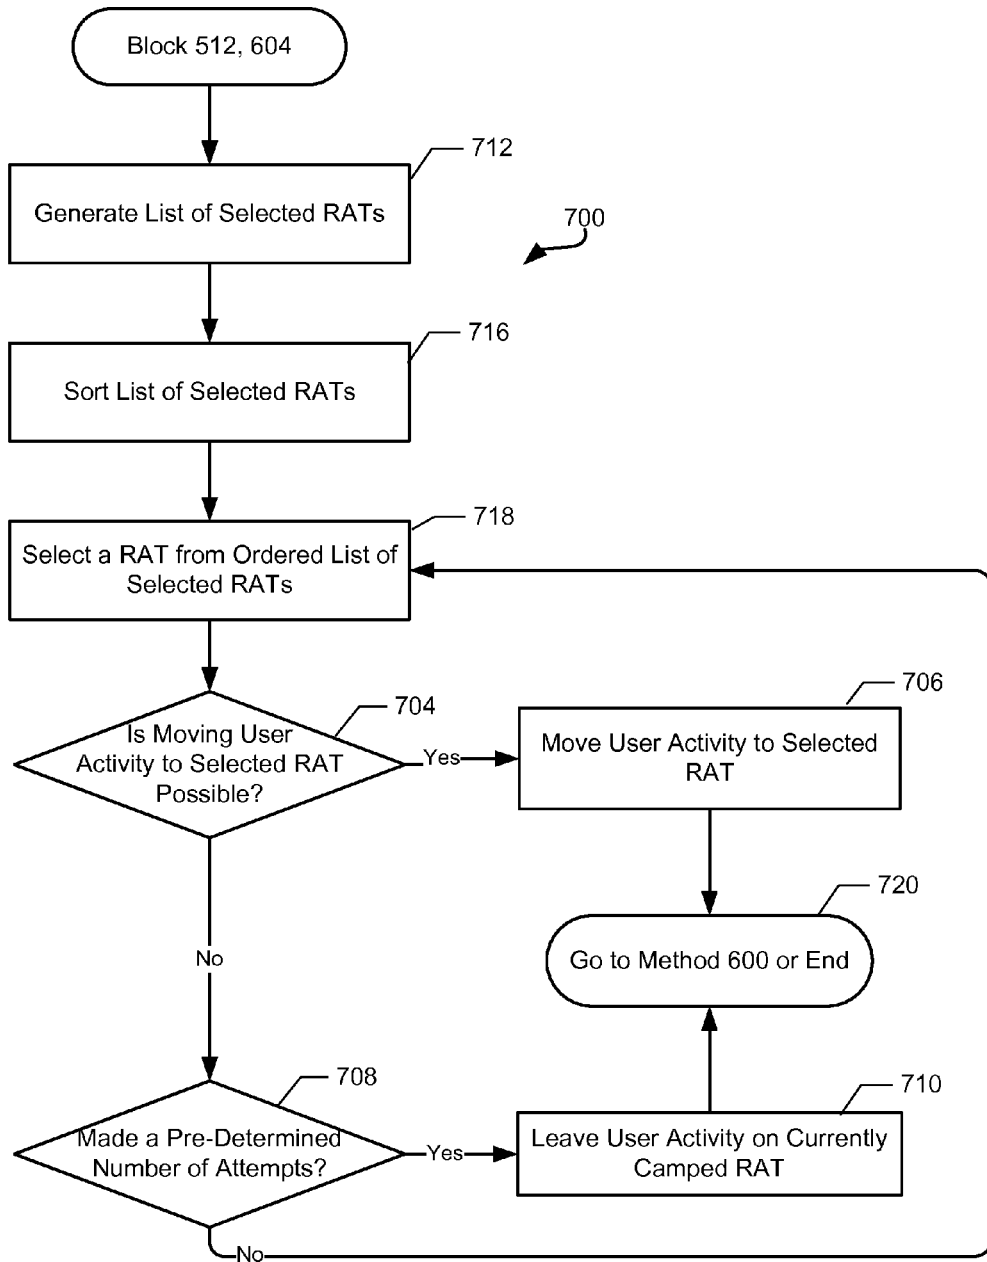 Block 512, 604
712
Generate List of Selected RATs
700
716
Sort List of Selected RATs
718
Select a RAT from Ordered List of
Selected RATs
704
Is Moving User
Activity to Selected RAT
Possible?
Yes
706
Move User Activity to Selected
RAT
720
Go to Method 600 or End
No
708
Made a Pre-Determined
Number of Attempts?
Yes
710
Leave User Activity on Currently
Camped RAT
No